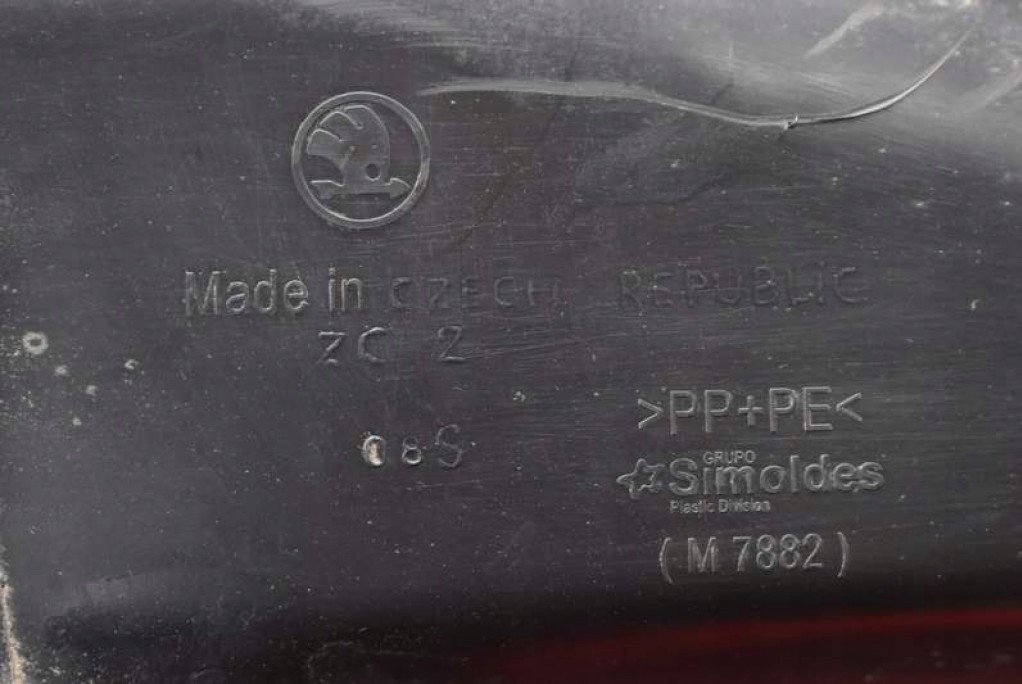 Made in CZECH REPUBLIC
ZC 2
08S
>PP+PE<
GRUPO
Simoldes
Plastic Division
( M 7882 )